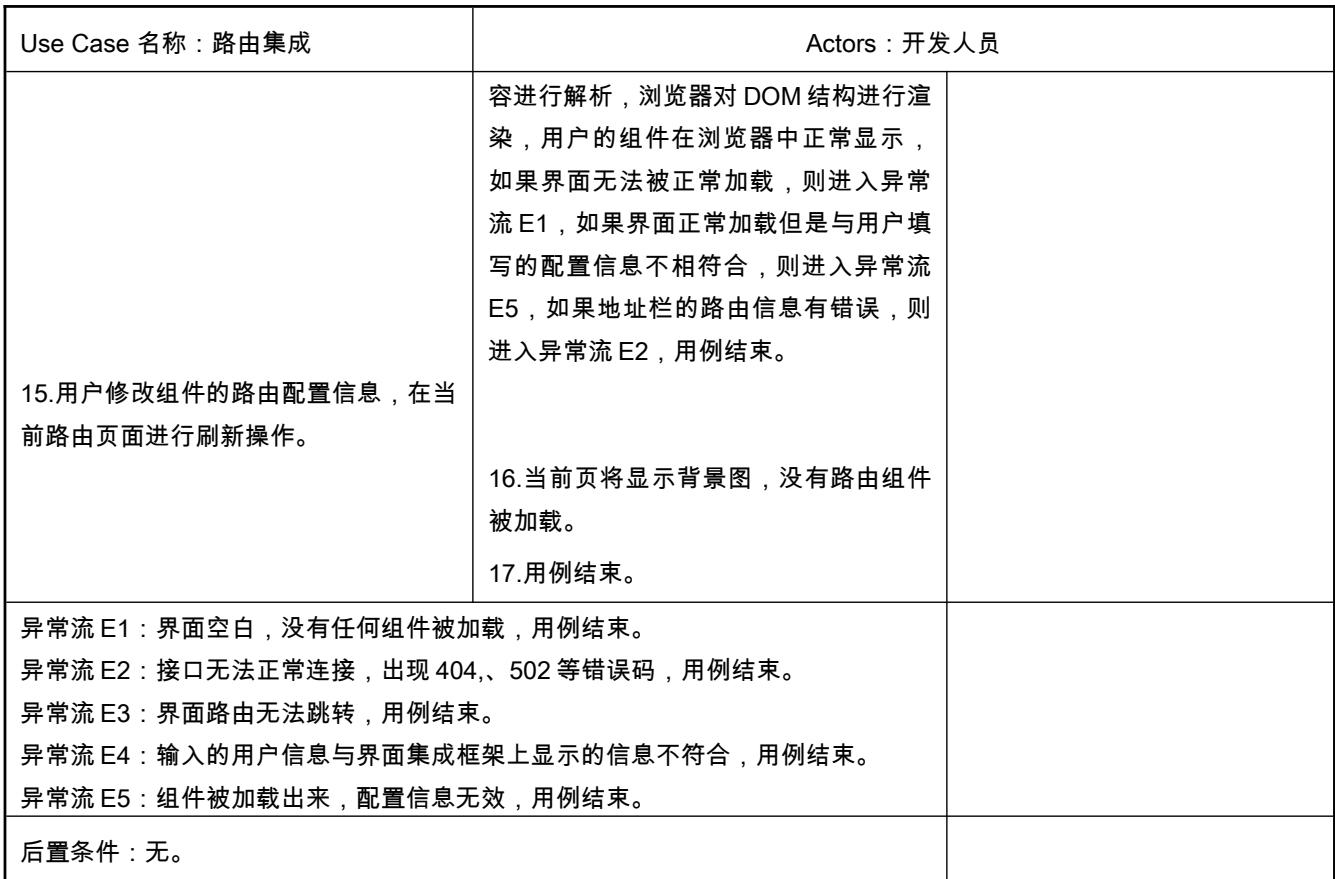 Use Case 名称：路由集成
Actors：开发人员
容进行解析，浏览器对 DOM 结构进行渲
染，用户的组件在浏览器中正常显示，
如果界面无法被正常加载，则进入异常
流 E1，如果界面正常加载但是与用户填
写的配置信息不相符合，则进入异常流
E5，如果地址栏的路由信息有错误，则
进入异常流 E2，用例结束。
15.用户修改组件的路由配置信息，在当
前路由页面进行刷新操作。
16.当前页将显示背景图，没有路由组件
被加载。
17.用例结束。
异常流 E1：界面空白，没有任何组件被加载，用例结束。
异常流 E2：接口无法正常连接，出现 404,、502 等错误码，用例结束。
异常流 E3：界面路由无法跳转，用例结束。
异常流 E4：输入的用户信息与界面集成框架上显示的信息不符合，用例结束。
异常流 E5：组件被加载出来，配置信息无效，用例结束。
后置条件：无。